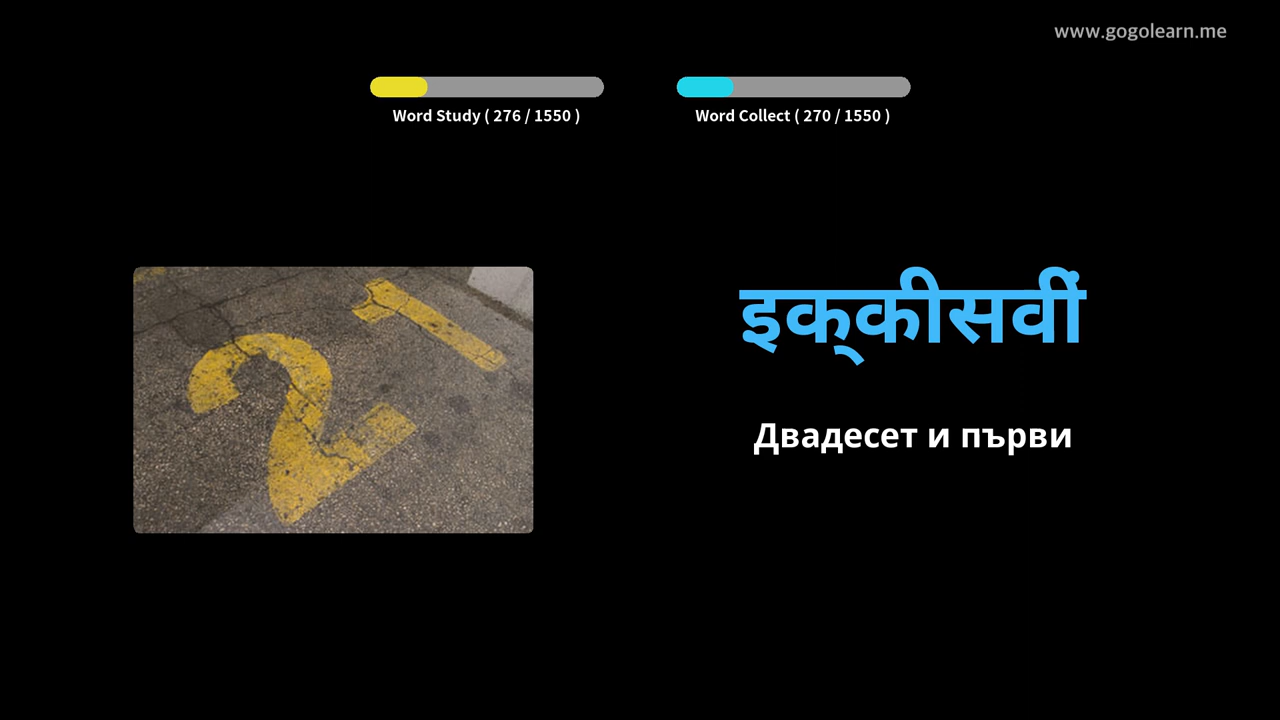 www.gogolearn.me
Word Study ( 276 / 1550 )
Word Collect ( 270 / 1550 )
21
इक्‌कीसवीं
Двадесет и първи